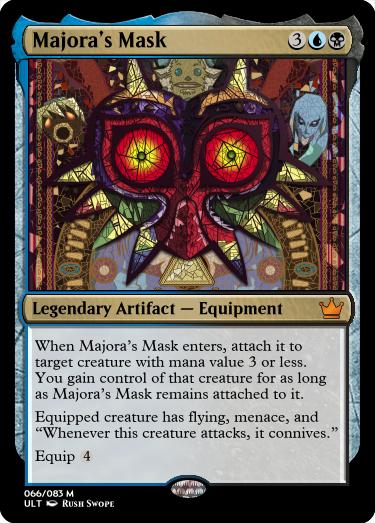 Majora's Mask 3
Legendary Artifact — Equipment
When Majora's Mask enters, attach it to
target creature with mana value 3 or less.
You gain control of that creature for as long
as Majora's Mask remains attached to it.
Equipped creature has flying, menace, and
“Whenever this creature attacks, it connives.”
Equip 4
066/083 M
ULT Rush Swope